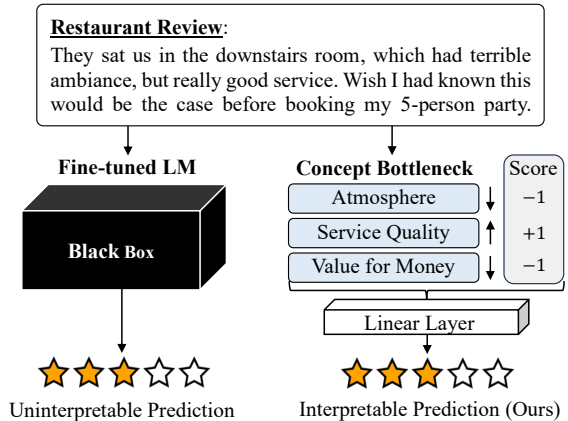 Restaurant Review:
They sat us in the downstairs room, which had terrible
ambiance, but really good service. Wish I had known this
would be the case before booking my 5-person party.
Fine-tuned LM
Black Box
Uninterpretable Prediction
Concept Bottleneck
Score
Atmosphere
−1
Service Quality
+1
Value for Money
−1
Linear Layer
Interpretable Prediction (Ours)